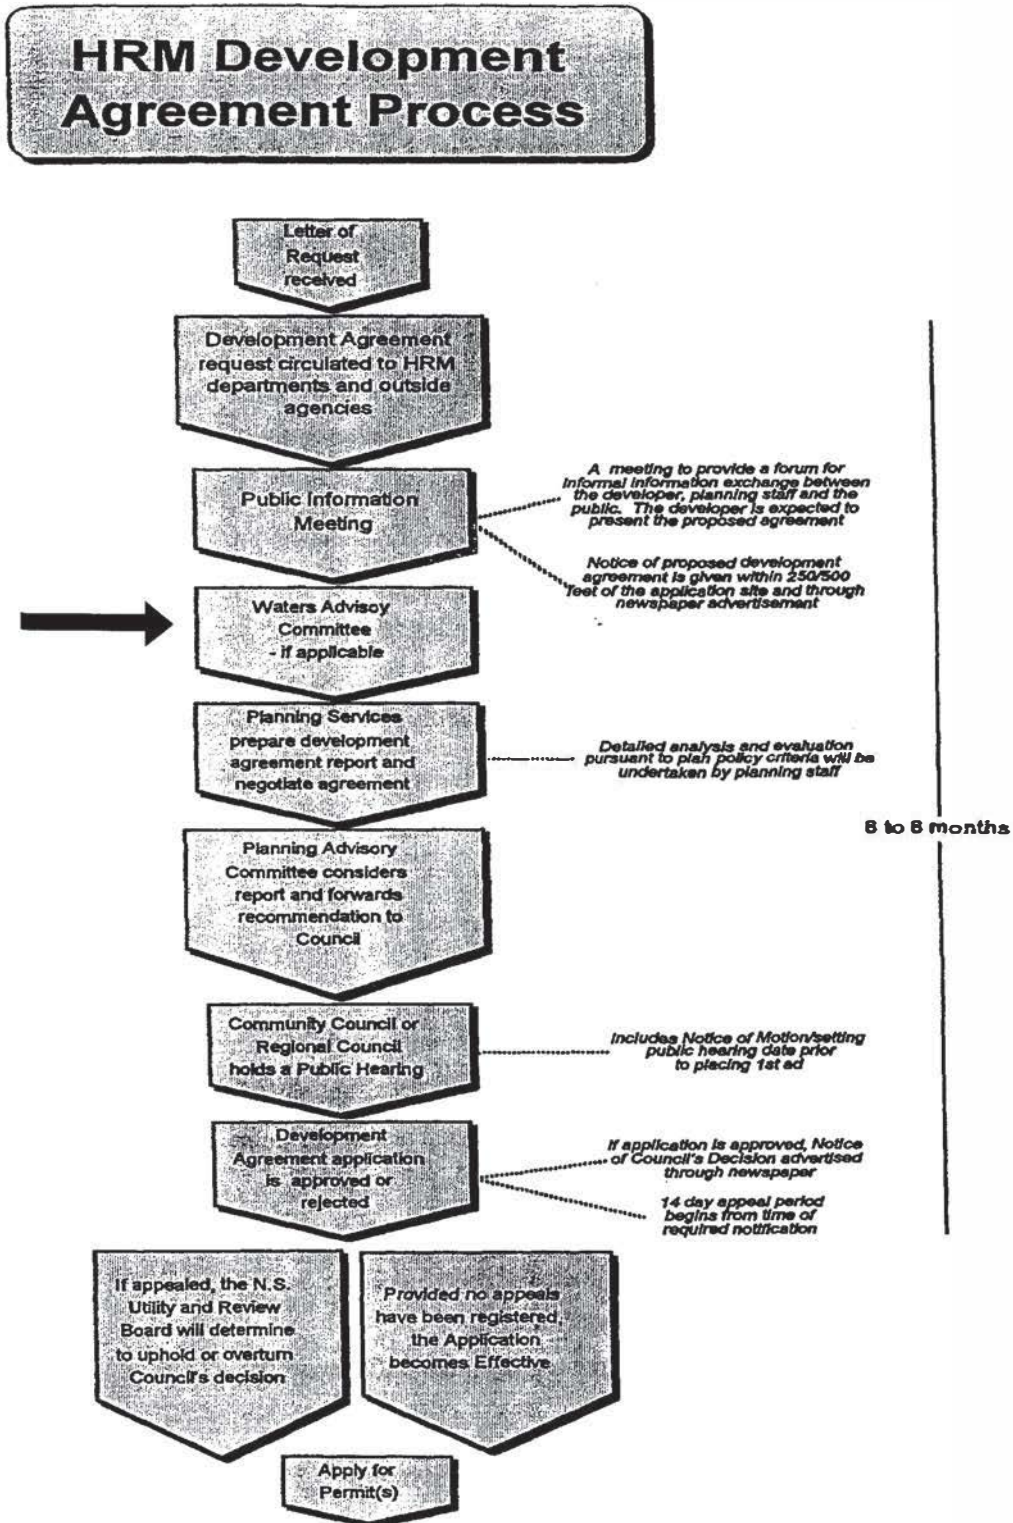 HRM Development
Agreement Process
Letter of
Request
received
Development Agreement
request circulated to HRM
departments and outside
agencies
Public Information
Meeting
A meeting to provide a forum for
informal information exchange between
the developer, planning staff and the
public. The developer is expected to
present the proposed agreement
Notice of proposed development
agreement is given within 250/500
feet of the application site and through
newspaper advertisement
Waters Advisoy
Committee
- if applicable
Planning Services
prepare development
agreement report and
negotiate agreement
Detailed analysis and evaluation
pursuant to plan policy criteria will be
undertaken by planning staff
6 to 8 months
Planning Advisory
Committee considers
report and forwards
recommendation to
Council
Community Council or
Regional Council
holds a Public Hearing
Includes Notice of Motion/setting
public hearing date prior
to placing 1st ad
Development
Agreement application
is approved or
rejected
If application is approved, Notice
of Council's Decision advertised
through newspaper
14 day appeal period
begins from time of
required notification
If appealed, the N.S.
Utility and Review
Board will determine
to uphold or overturn
Council's decision
Provided no appeals
have been registered,
the Application
becomes Effective
Apply for
Permit(s)